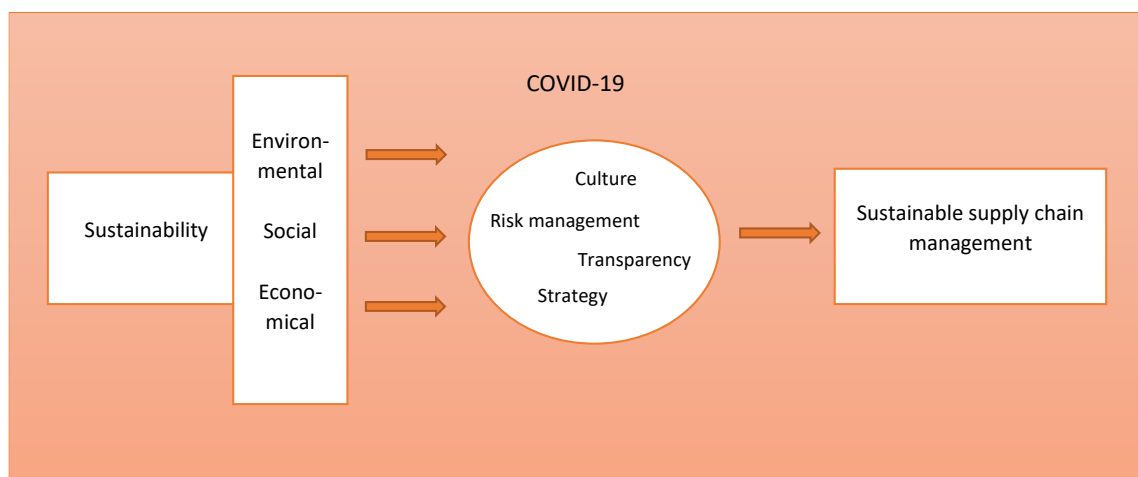 COVID-19
Sustainability
Environ-
mental
Social
Econo-
mical
Culture
Risk management
Transparency
Strategy
Sustainable supply chain
management